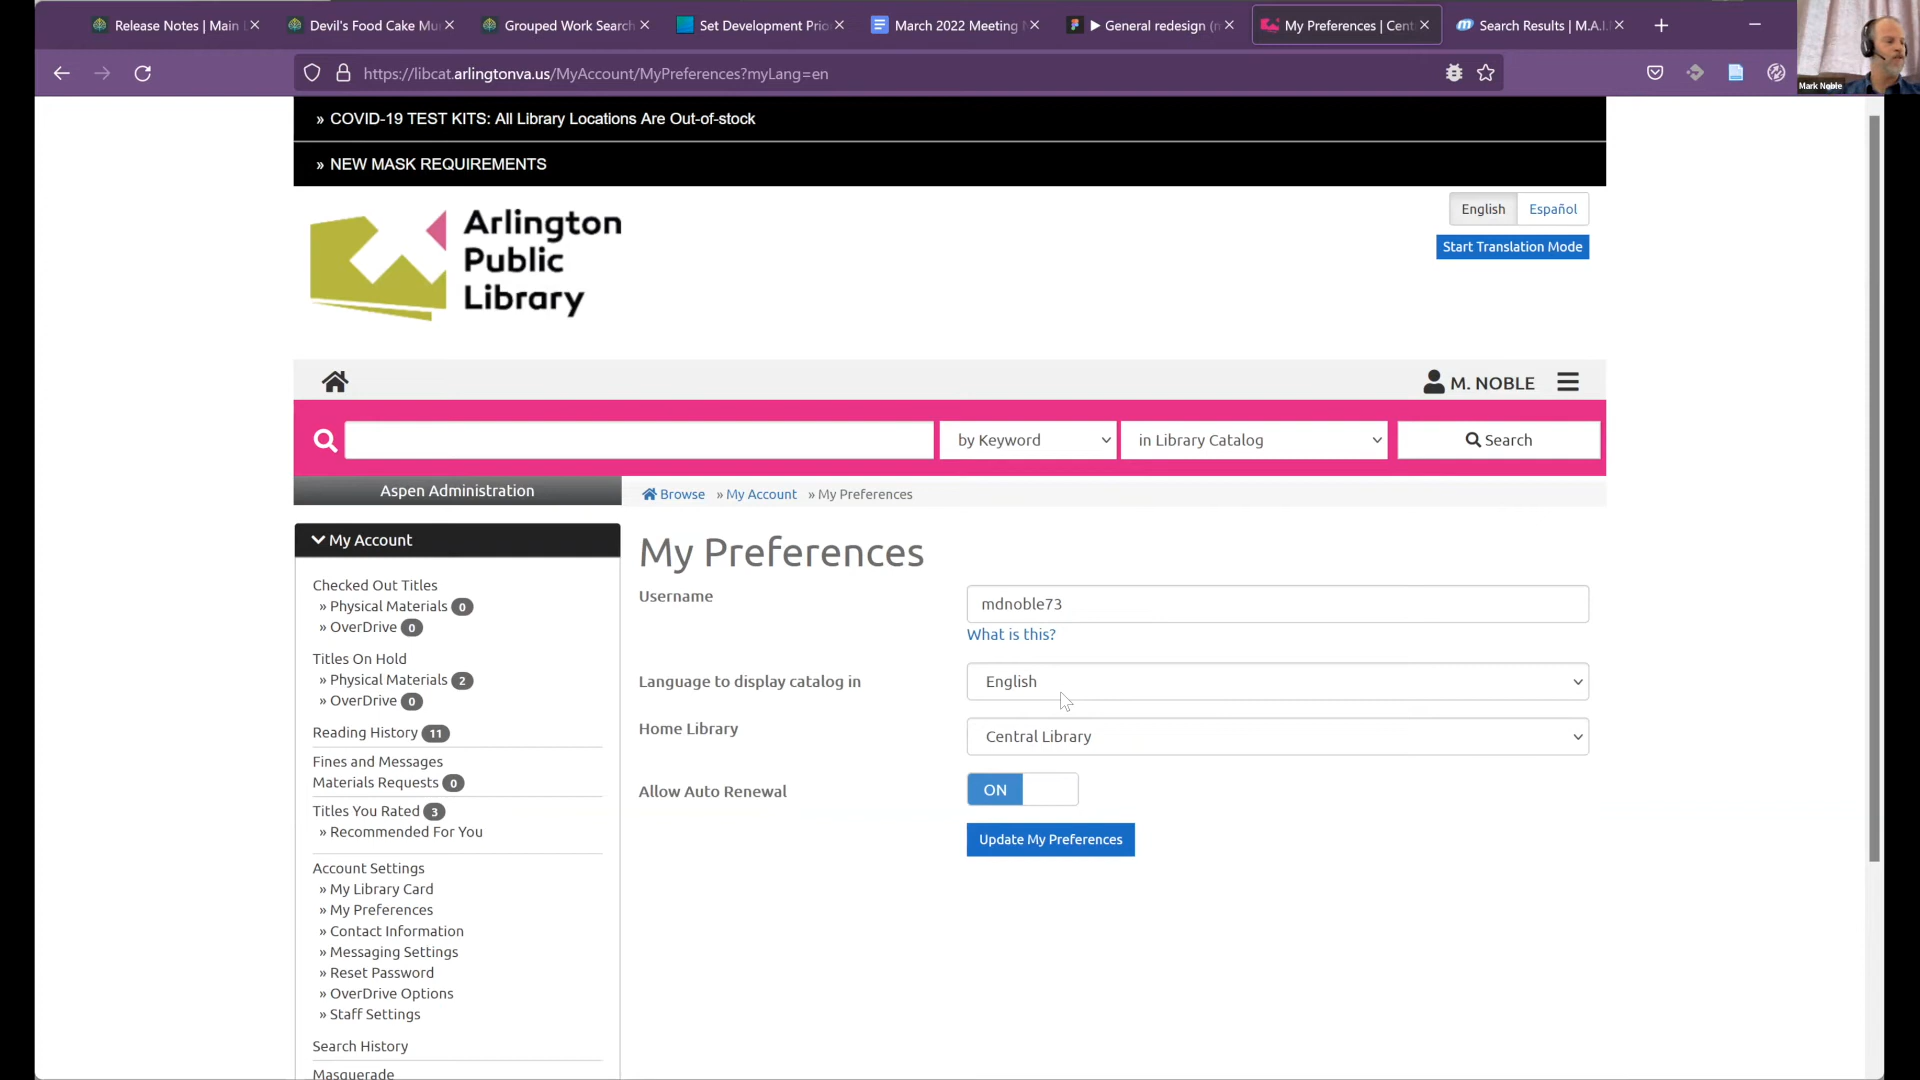 Release Notes | Main
Devil's Food Cake Mu
Grouped Work Search
Set Development Prio
March 2022 Meeting
General redesign (
My Preferences | Cent
Search Results | M.A.I.
https://libcat.arlingtonva.us/MyAccount/MyPreferences?myLang=en
Mark Noble
» COVID-19 TEST KITS: All Library Locations Are Out-of-stock
» NEW MASK REQUIREMENTS
Arlington
Public
Library
English Español
Start Translation Mode
M. NOBLE
by Keyword in Library Catalog Search
Aspen Administration
Browse » My Account » My Preferences
My Account
Checked Out Titles
» Physical Materials 0
» OverDrive 0
Titles On Hold
» Physical Materials 2
» OverDrive 0
Reading History 11
Fines and Messages
Materials Requests 0
Titles You Rated 3
» Recommended For You
Account Settings
» My Library Card
» My Preferences
» Contact Information
» Messaging Settings
» Reset Password
» OverDrive Options
» Staff Settings
Search History
Masquerade
My Preferences
Username mdnoble73
What is this?
Language to display catalog in English
Home Library Central Library
Allow Auto Renewal ON
Update My Preferences